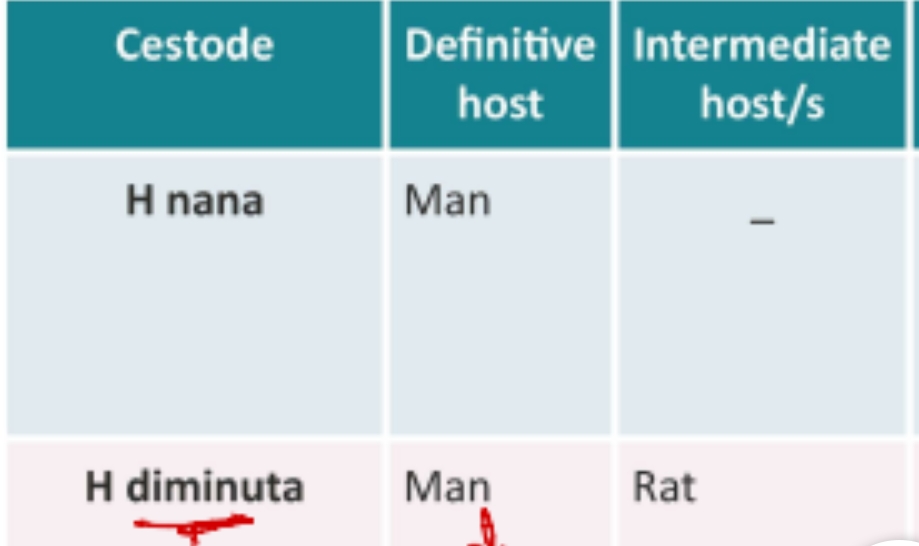 Cestode
Definitive
host
Intermediate
host/s
H nana
Man
–
H diminuta
Man
Rat